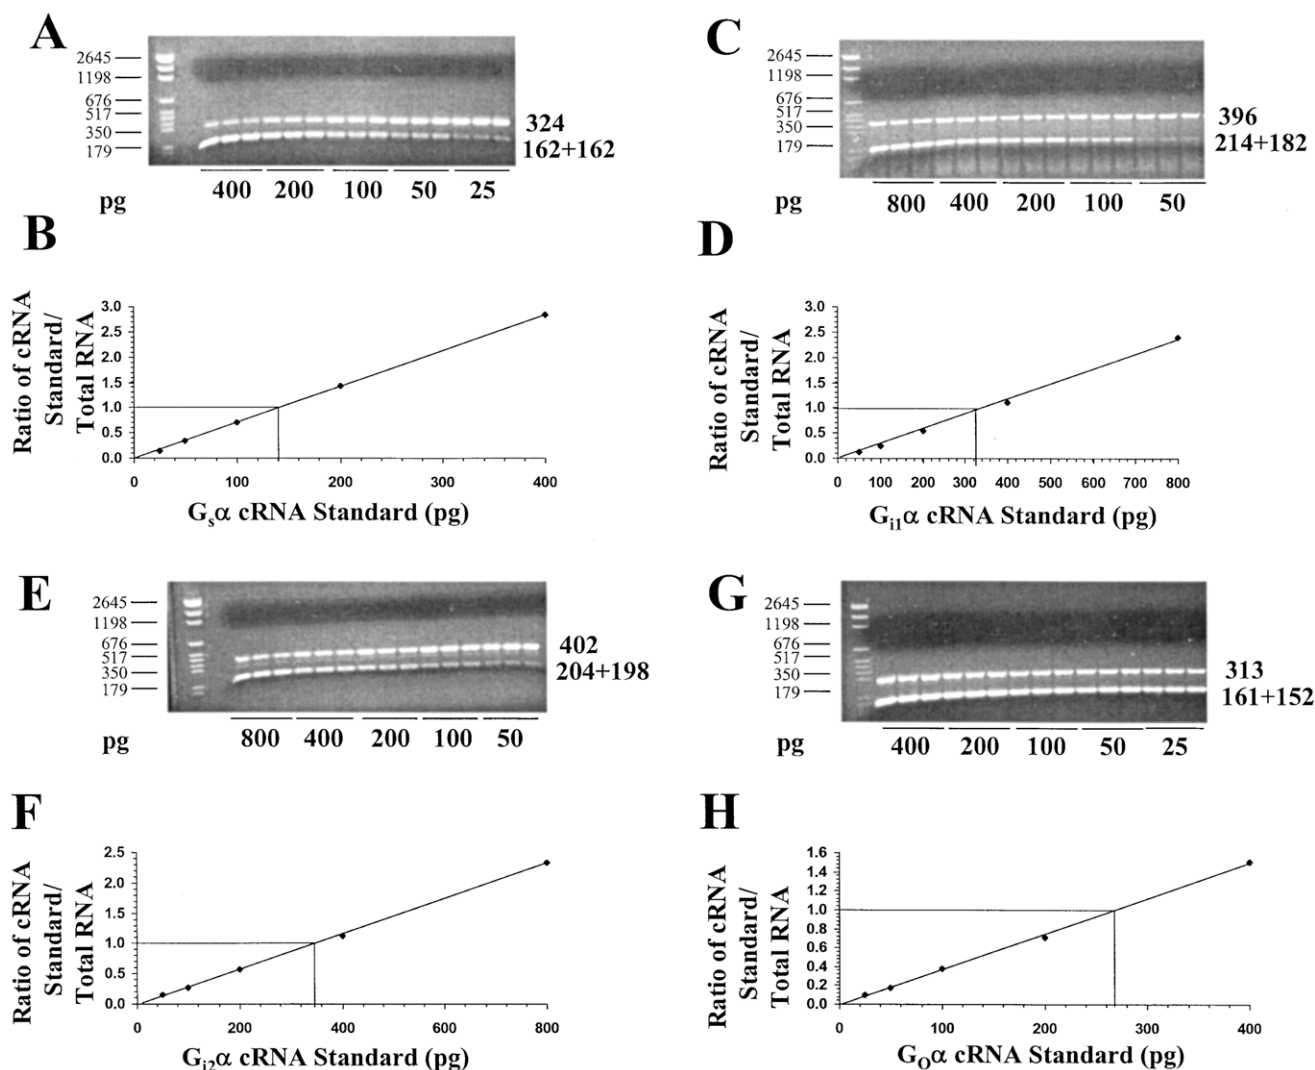 A
2645
1198
676
517
350
179
324
162+162
400 200 100 50 25
pg
C
2645
1198
676
517
350
179
396
214+182
800 400 200 100 50
pg
B
Ratio of cRNA
Standard/
Total RNA
3.0
2.5
2.0
1.5
1.0
0.5
0.0
0 100 200 300 400
Gsα cRNA Standard (pg)
D
Ratio of cRNA
Standard/
Total RNA
3.0
2.5
2.0
1.5
1.0
0.5
0.0
0 100 200 300 400 500 600 700 800
Gi1α cRNA Standard (pg)
E
2645
1198
676
517
350
179
402
204+198
800 400 200 100 50
pg
G
2645
1198
676
517
350
179
313
161+152
400 200 100 50 25
pg
F
Ratio of cRNA
Standard/
Total RNA
2.5
2.0
1.5
1.0
0.5
0.0
0 200 400 600 800
Gi2α cRNA Standard (pg)
H
Ratio of cRNA
Standard/
Total RNA
1.6
1.4
1.2
1.0
0.8
0.6
0.4
0.2
0.0
0 100 200 300 400
GOα cRNA Standard (pg)